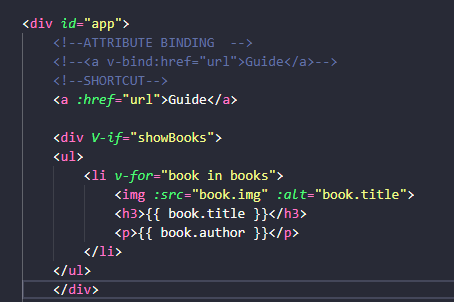 <div id="app">
<!--ATTRIBUTE BINDING  -->
<!--<a v-bind:href="url">Guide</a>-->
<!--SHORTCUT-->
<a :href="url">Guide</a>
<div V-if="showBooks">
<ul>
<li v-for="book in books">
<img :src="book.img" :alt="book.title">
<h3>{{ book.title }}</h3>
<p>{{ book.author }}</p>
</li>
</ul>
</div>